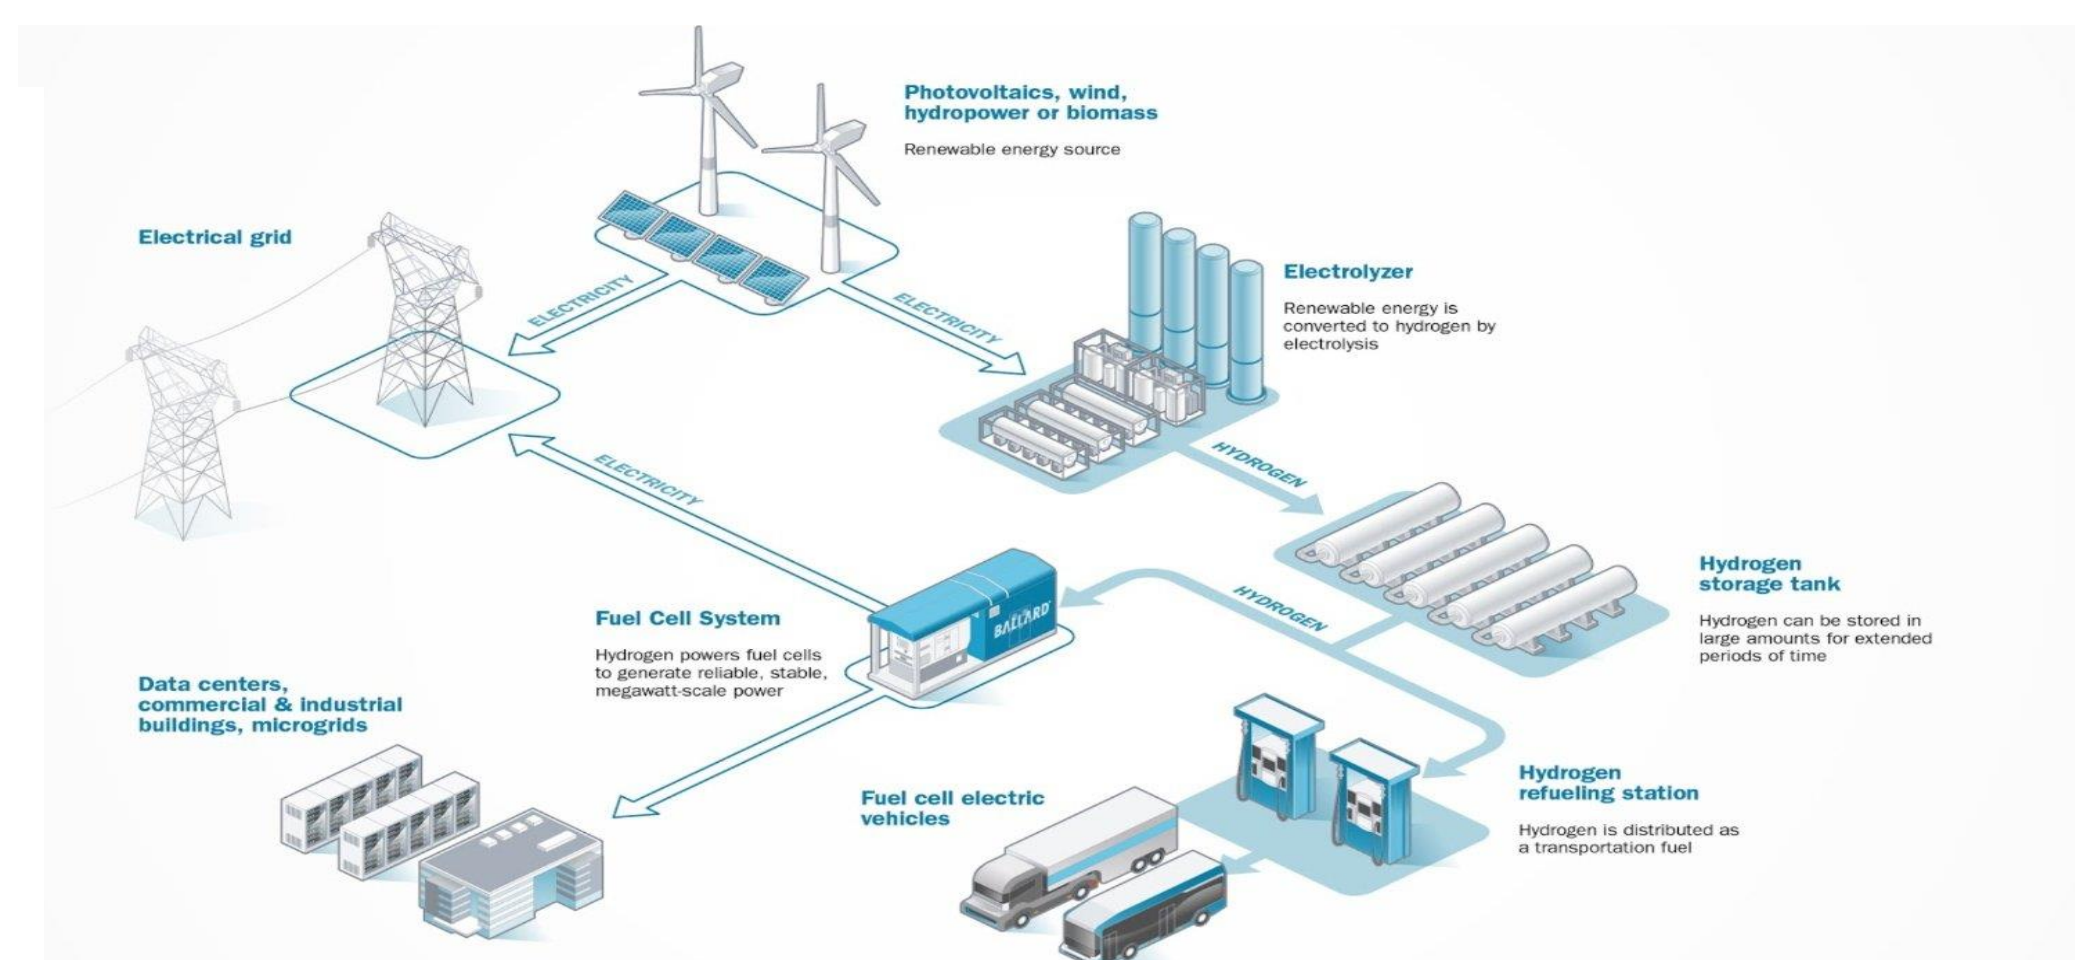 Photovoltaics, wind,
hydropower or biomass
Renewable energy source
Electrical grid
ELECTRICITY
ELECTRICITY
Electrolyzer
Renewable energy is
converted to hydrogen by
electrolysis
ELECTRICITY
HYDROGEN
Hydrogen
storage tank
Hydrogen can be stored in
large amounts for extended
periods of time
HYDROGEN
Fuel Cell System
Hydrogen powers fuel cells
to generate reliable, stable,
megawatt-scale power
BALLARD
Data centers,
commercial & industrial
buildings, microgrids
Fuel cell electric
vehicles
Hydrogen
refueling station
Hydrogen is distributed as
a transportation fuel